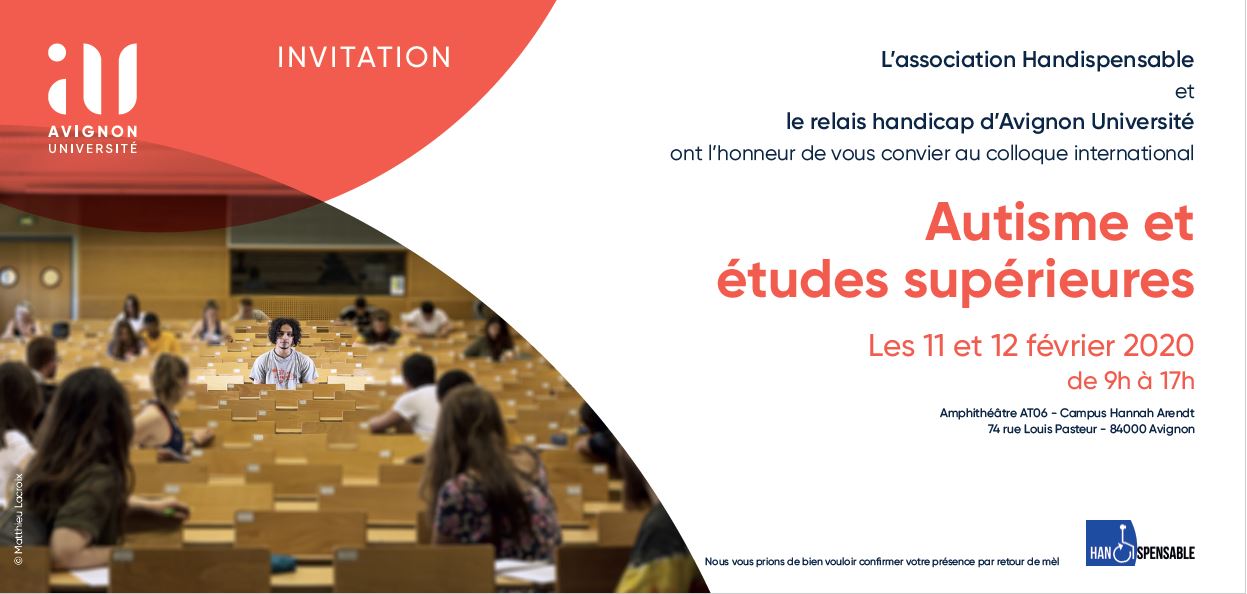 INVITATION
AVIGNON
UNIVERSITÉ
L'association Handispensable
et
le relais handicap d'Avignon Université
ont l'honneur de vous convier au colloque international
Autisme et
études supérieures
Les 11 et 12 février 2020
de 9h à 17h
Amphithéâtre AT06 - Campus Hannah Arendt
74 rue Louis Pasteur - 84000 Avignon
Nous vous prions de bien vouloir confirmer votre présence par retour de mèl
HANDISPENSABLE
© Matthieu Lacroix